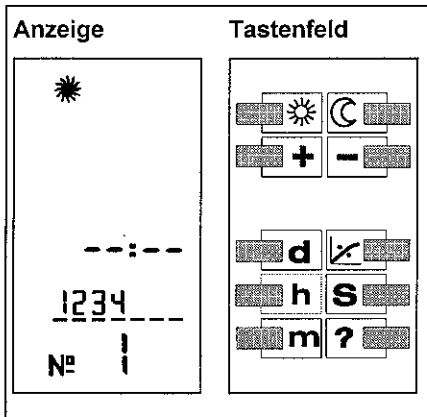 Anzeige
Tastenfeld
+ -
--:--
1234
Nº 1
d
h S
m ?